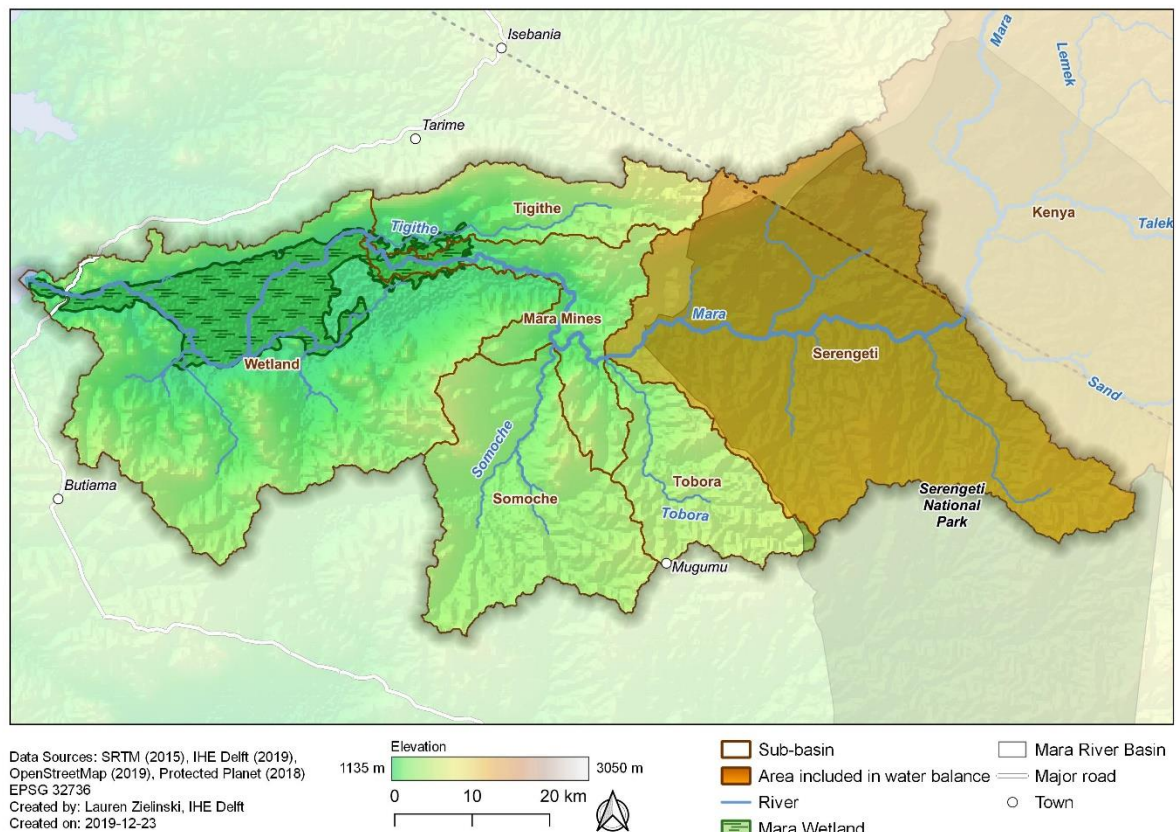 Isebania
Mara
Lemek
Tarime
Tigithe
Kenya
Tigithe
Talek
Mara Mines
Mara
Serengeti
Wetland
Sand
Somoche
Tobora
Butiama
Somoche
Tobora
Serengeti
National
Park
Mugumu
Data Sources: SRTM (2015), IHE Delft (2019),
OpenStreetMap (2019), Protected Planet (2018)
EPSG 32736
Created by: Lauren Zielinski, IHE Delft
Created on: 2019-12-23
Elevation
1135 m 3050 m
0 10 20 km
Sub-basin
Area included in water balance
River
Mara Wetland
Mara River Basin
Major road
Town